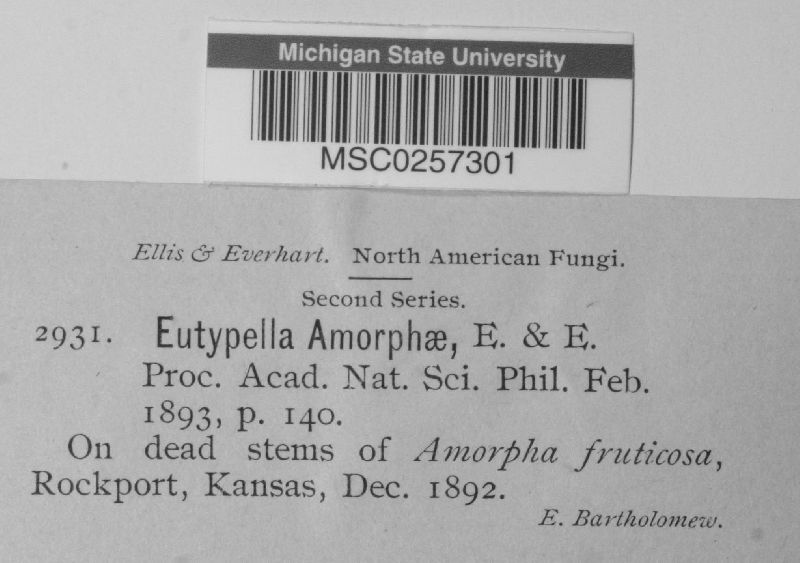 Michigan State University
MSC0257301
Ellis & Everhart. North American Fungi.
Second Series.
2931. Eutypella Amorphæ, E. & E.
Proc. Acad. Nat. Sci. Phil. Feb.
1893, p. 140.
On dead stems of Amorpha fruticosa,
Rockport, Kansas, Dec. 1892.
E. Bartholomew.